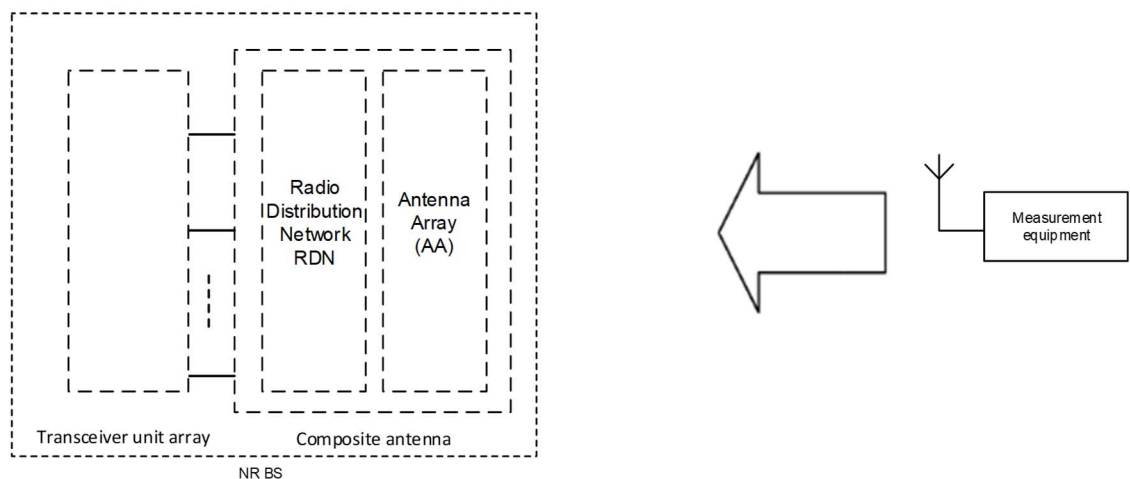 Radio
Distribution
Network
RDN
Antenna
Array
(AA)
Measurement
equipment
Transceiver unit array
Composite antenna
NR BS